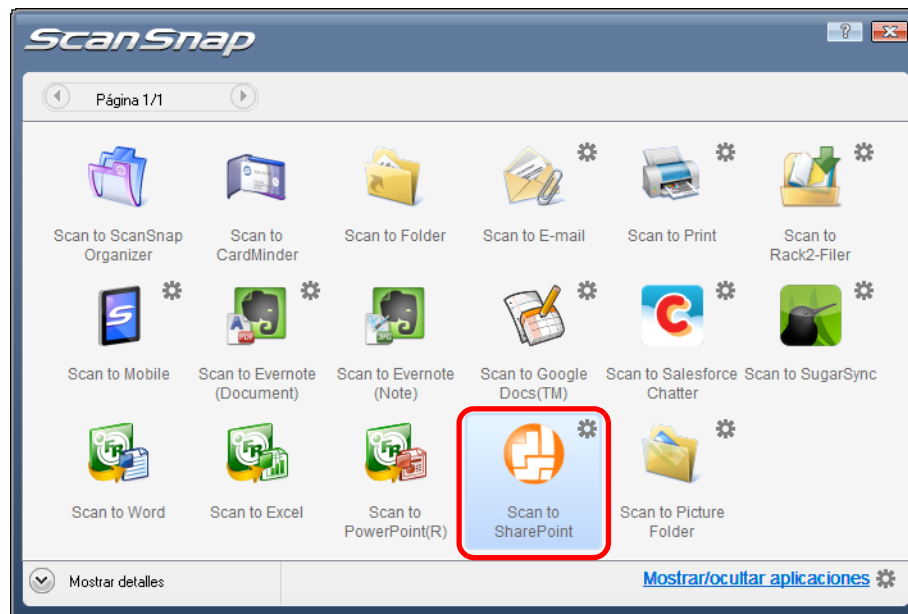 ScanSnap
?
Página 1/1
Scan to ScanSnap
Organizer
Scan to
CardMinder
Scan to Folder
Scan to E-mail
Scan to Print
Scan to
Rack2-Filer
Scan to Mobile
Scan to Evernote
(Document)
Scan to Evernote
(Note)
Scan to Google
Docs(TM)
Scan to Salesforce
Chatter
Scan to SugarSync
Scan to Word
Scan to Excel
Scan to
PowerPoint(R)
Scan to
SharePoint
Scan to Picture
Folder
Mostrar detalles
Mostrar/ocultar aplicaciones